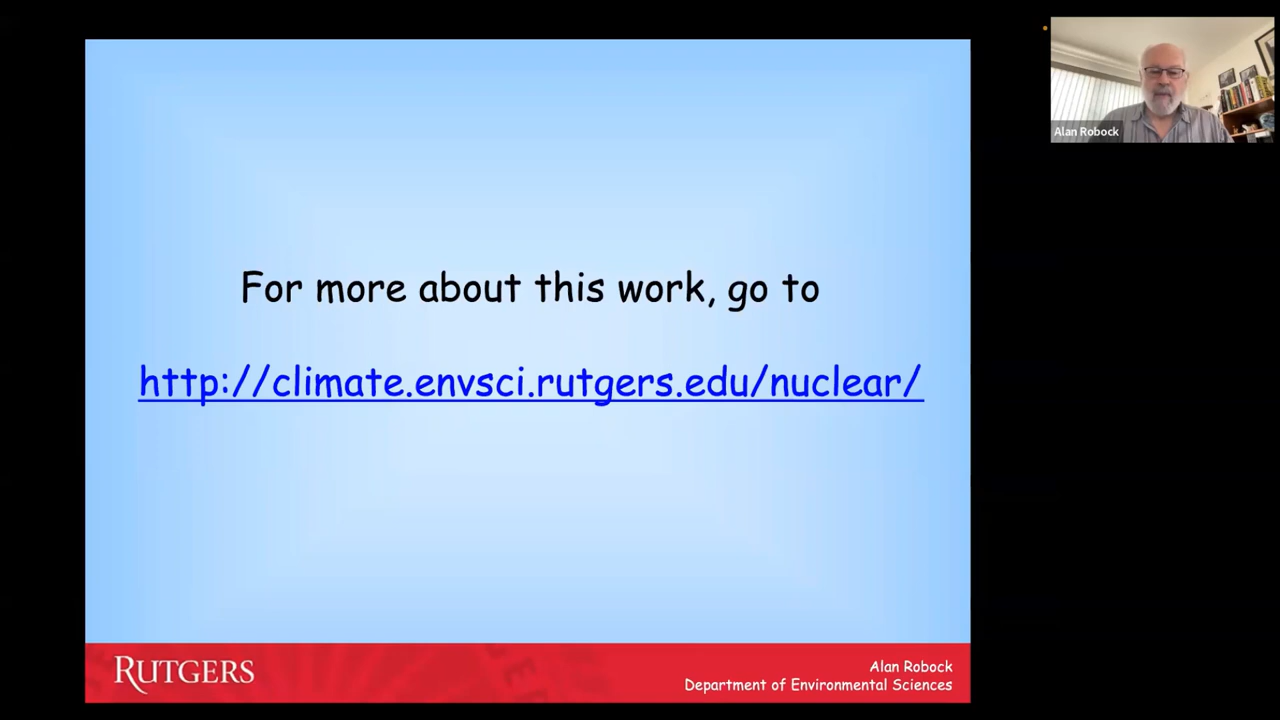 For more about this work, go to
http://climate.envsci.rutgers.edu/nuclear/
RUTGERS
Alan Robock
Department of Environmental Sciences
Alan Robock